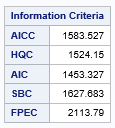 Information Criteria
AICC 1583.527
HQC 1524.15
AIC 1453.327
SBC 1627.683
FPEC 2113.79